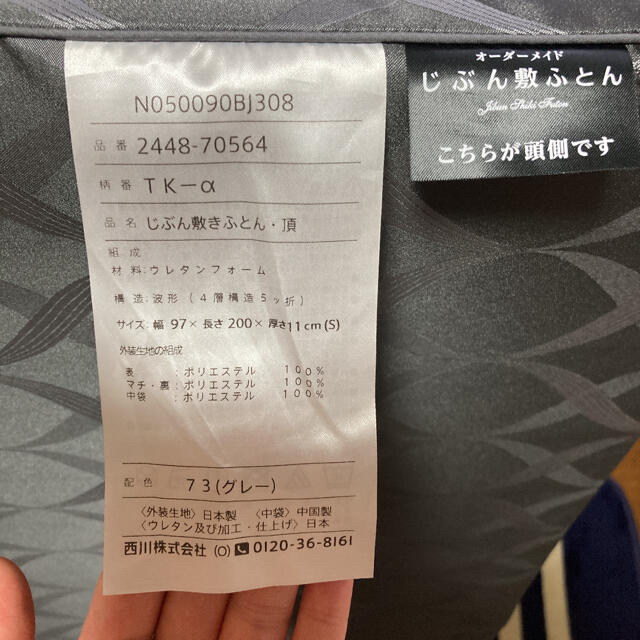 N050090BJ308
品番 2448-70564
柄番 TK－α
品名 じぶん敷きふとん・頂
組成
材料:ウレタンフォーム
構造:波形(4層構造5ッ折)
サイズ:幅 97×長さ200×厚さ11cm(S)
外装生地の組成
表 :ポリエステル 100%
マチ・裏:ポリエステル 100%
中袋 :ポリエステル 100%
配色 73(グレー)
〈外装生地〉日本製 〈中袋〉中国製
〈ウレタン及び加工・仕上げ〉日本
西川株式会社 (O) 0120-36-8161
オーダーメイド
じぶん敷ふとん
Jibun Shiki Futon
こちらが頭側です